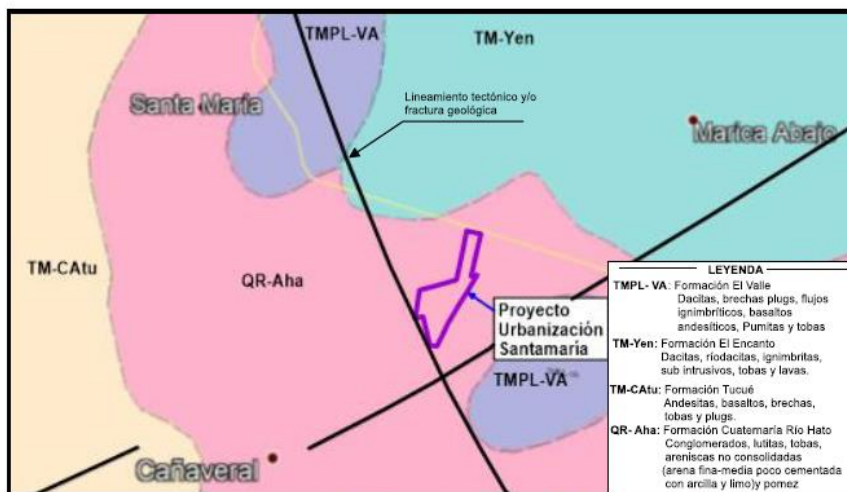 TMPL-VA
TM-Yen
Santa María
Lineamiento tectónico y/o
fractura geológica
Marica Abajo
TM-CAtu
QR-Aha
Proyecto
Urbanización
Santamaría
TMPL-VA
Cañaveral
LEYENDA
TMPL- VA: Formación El Valle
Dacitas, brechas plugs, flujos
ignimbríticos, basaltos
andesíticos, Pumitas y tobas
TM-Yen: Formación El Encanto
Dacitas, ríodacitas, ignimbritas,
sub intrusivos, tobas y lavas.
TM-CAtu: Formación Tucué
Andesitas, basaltos, brechas,
tobas y plugs.
QR- Aha: Formación Cuaternaría Río Hato
Conglomerados, lutitas, tobas,
areniscas no consolidadas
(arena fina-media poco cementada
con arcilla y limo)y pomez